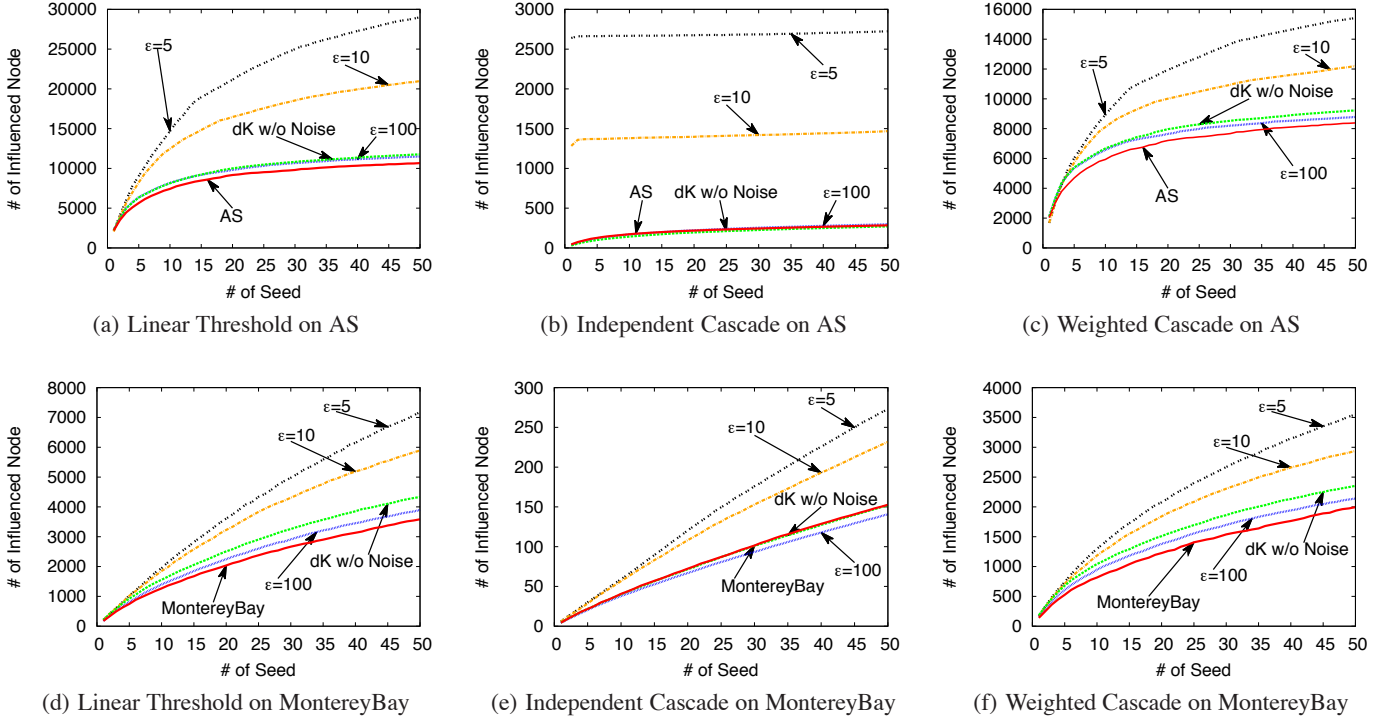 30000
25000
20000
15000
10000
5000
0
# of Influenced Node
0 5 10 15 20 25 30 35 40 45 50
# of Seed
ε=5
ε=10
dK w/o Noise
ε=100
AS
(a) Linear Threshold on AS
3000
2500
2000
1500
1000
500
0
# of Influenced Node
0 5 10 15 20 25 30 35 40 45 50
# of Seed
ε=5
ε=10
AS
dK w/o Noise
ε=100
(b) Independent Cascade on AS
16000
14000
12000
10000
8000
6000
4000
2000
0
# of Influenced Node
0 5 10 15 20 25 30 35 40 45 50
# of Seed
ε=5
ε=10
dK w/o Noise
ε=100
AS
(c) Weighted Cascade on AS
8000
7000
6000
5000
4000
3000
2000
1000
0
# of Influenced Node
0 5 10 15 20 25 30 35 40 45 50
# of Seed
ε=5
ε=10
dK w/o Noise
ε=100
MontereyBay
(d) Linear Threshold on MontereyBay
300
250
200
150
100
50
0
# of Influenced Node
0 5 10 15 20 25 30 35 40 45 50
# of Seed
ε=5
ε=10
dK w/o Noise
MontereyBay
ε=100
(e) Independent Cascade on MontereyBay
4000
3500
3000
2500
2000
1500
1000
500
0
# of Influenced Node
0 5 10 15 20 25 30 35 40 45 50
# of Seed
ε=5
ε=10
dK w/o Noise
ε=100
MontereyBay
(f) Weighted Cascade on MontereyBay